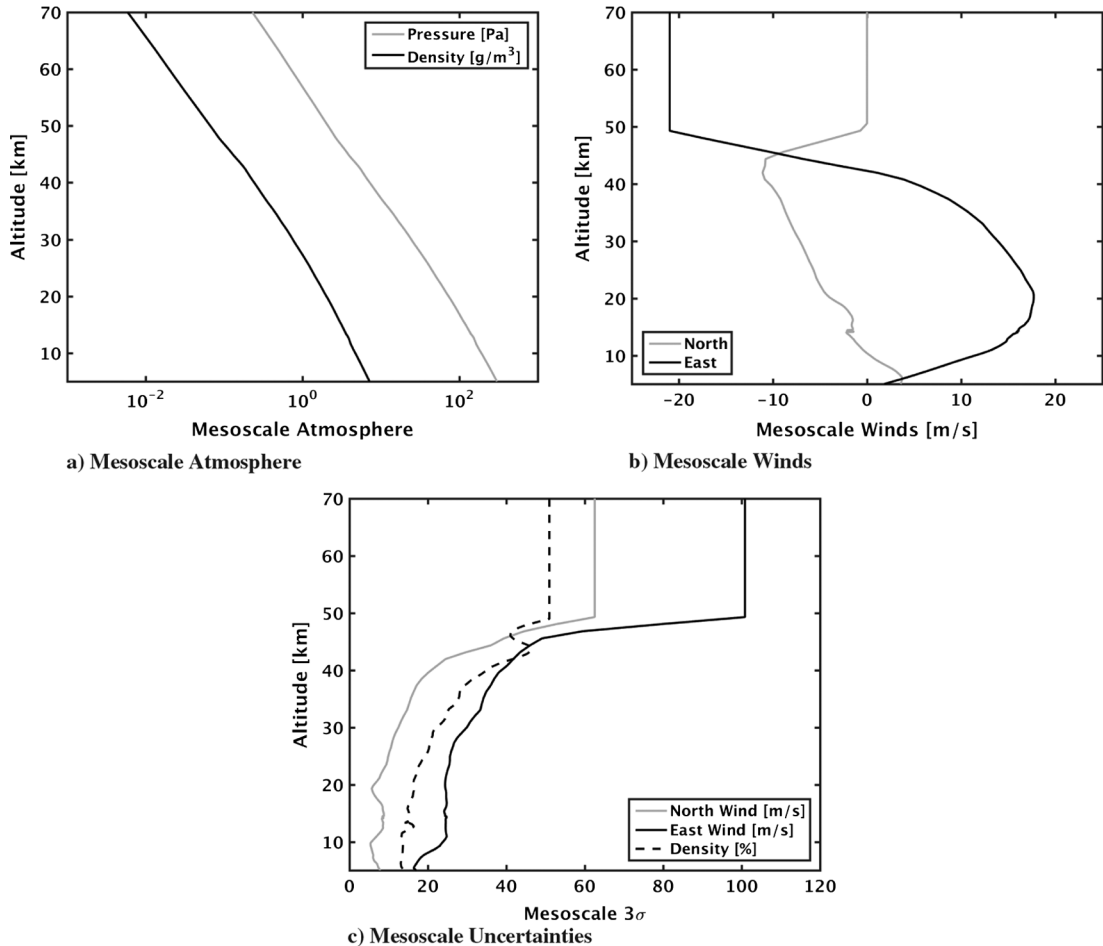 70
60
50
40
30
20
10
Altitude [km]
Pressure [Pa]
Density [g/m³]
10⁻²
10⁰
10²
Mesoscale Atmosphere
a) Mesoscale Atmosphere
70
60
50
40
30
20
10
Altitude [km]
North
East
−20
−10
0
10
20
Mesoscale Winds [m/s]
b) Mesoscale Winds
70
60
50
40
30
20
10
Altitude [km]
North Wind [m/s]
East Wind [m/s]
Density [%]
0
20
40
60
80
100
120
Mesoscale 3σ
c) Mesoscale Uncertainties